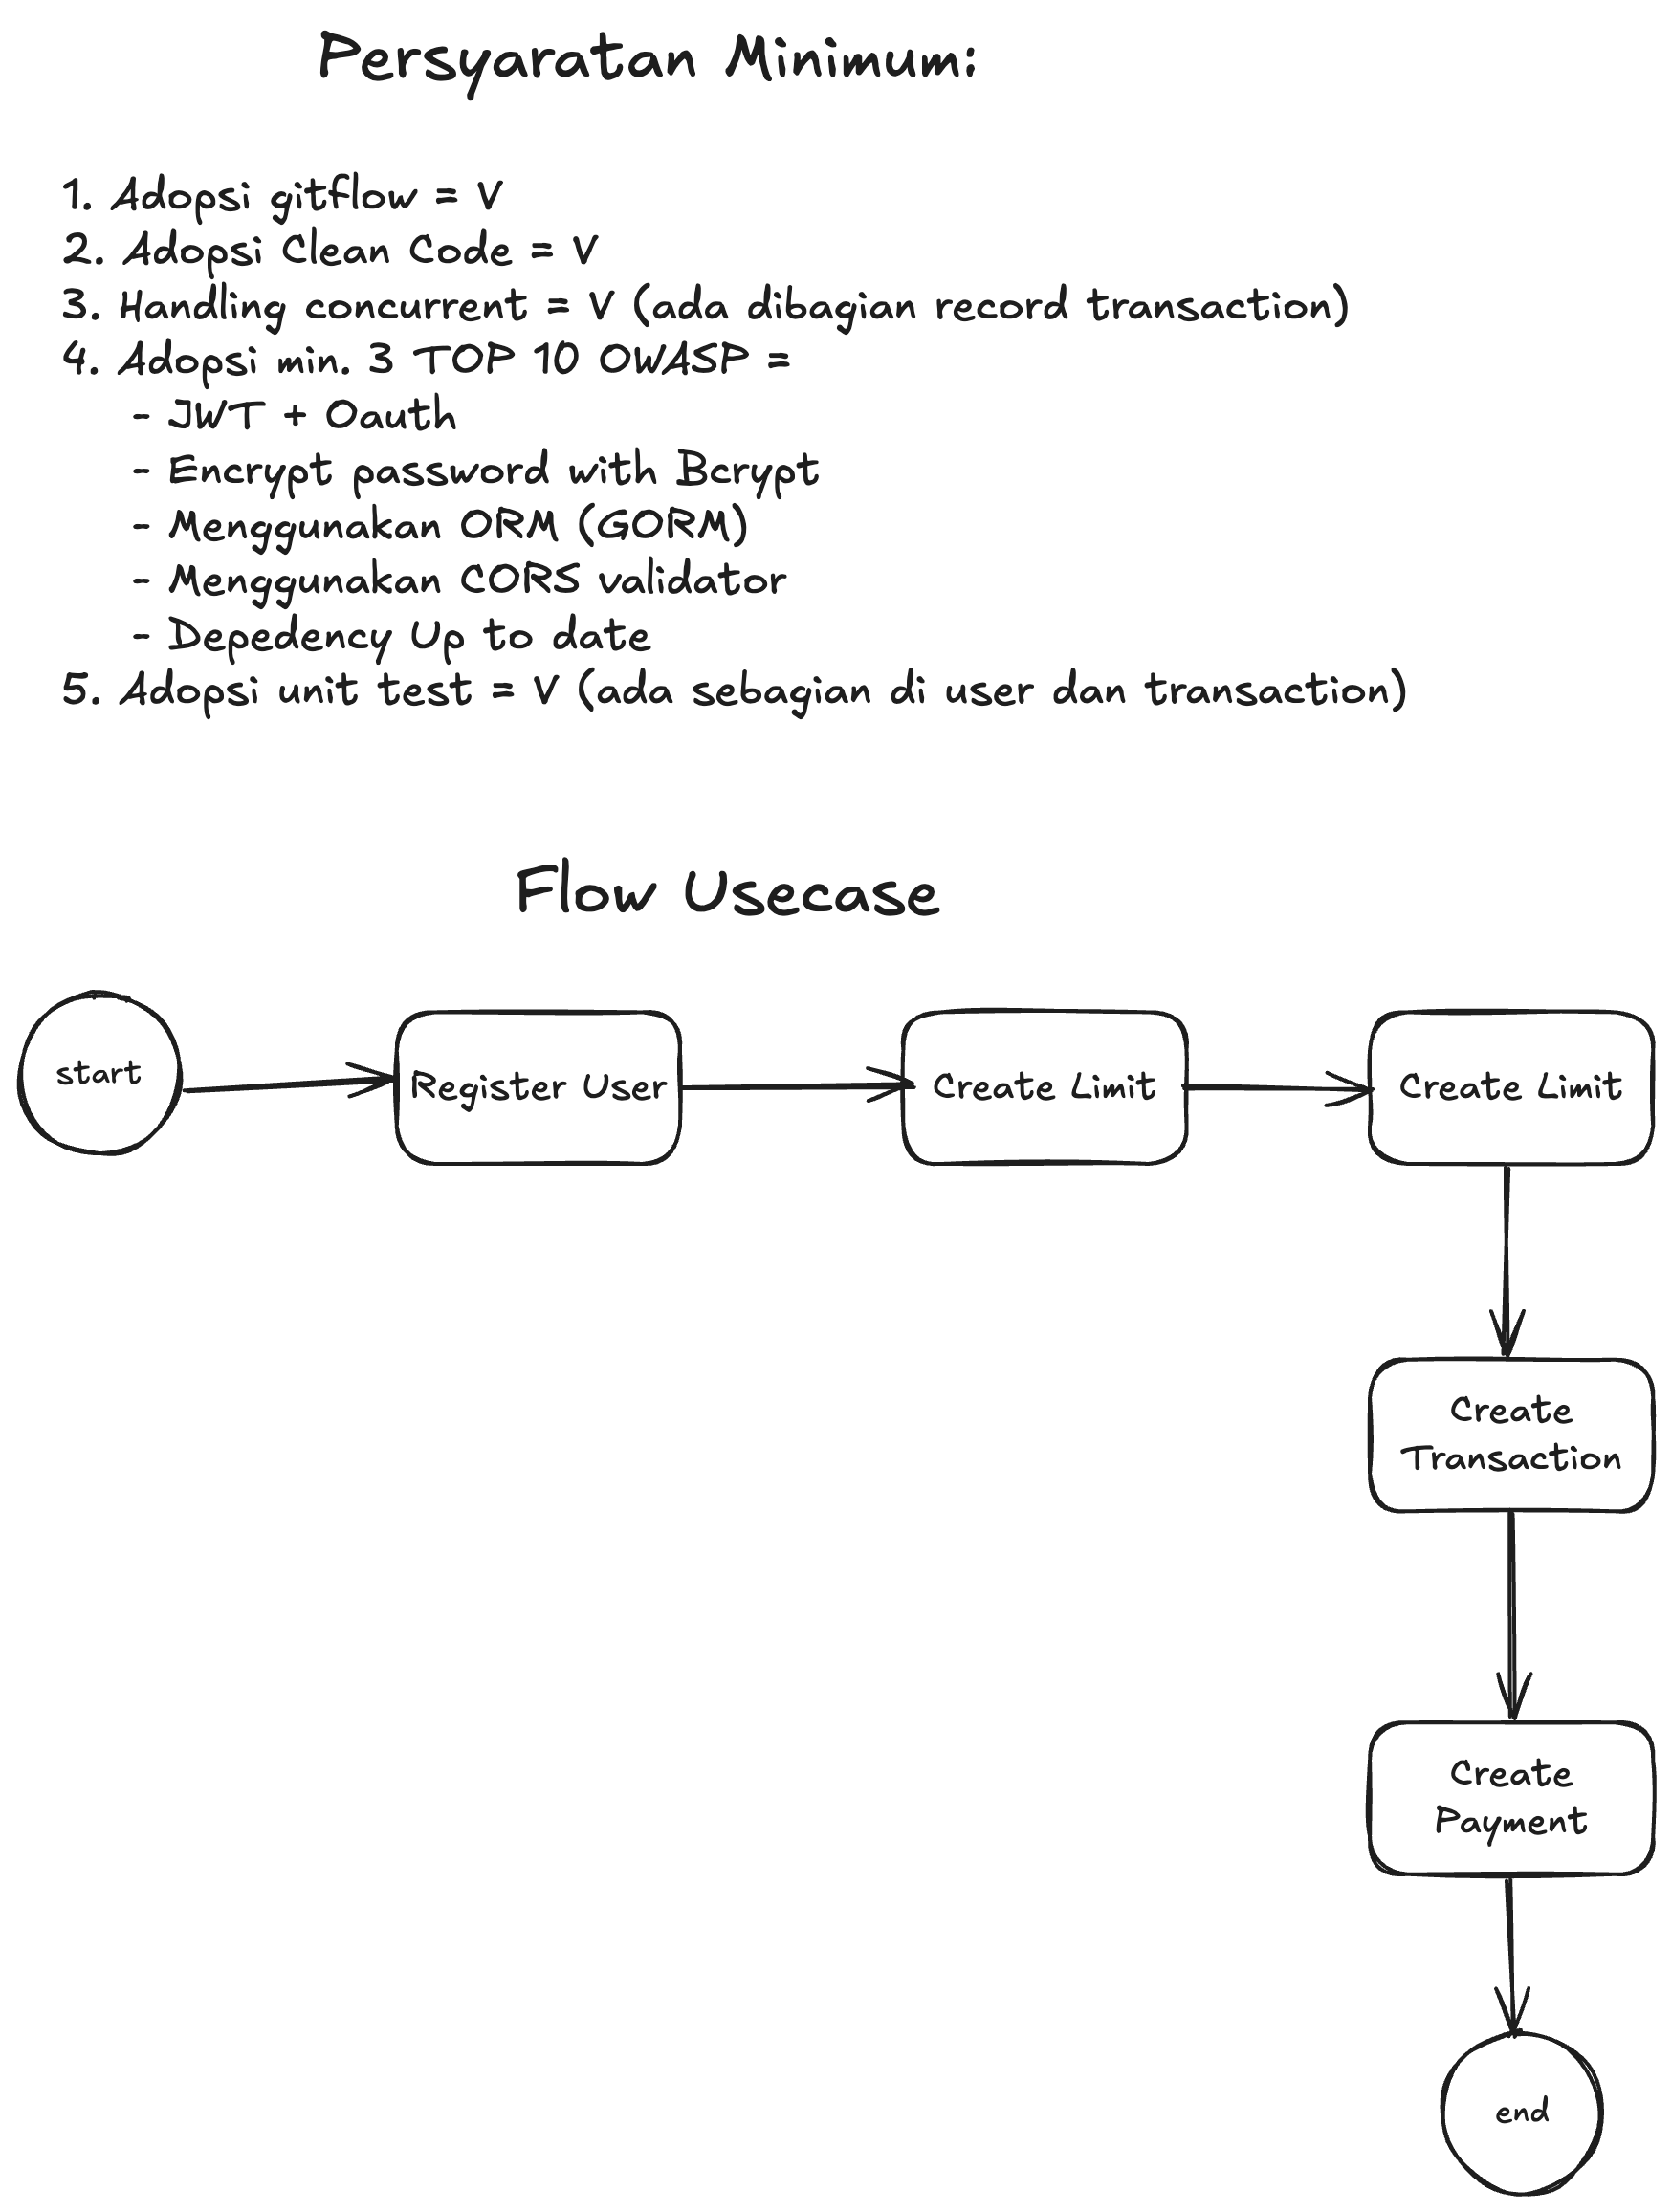 Persyaratan Minimum:
1. Adopsi gitflow = V
2. Adopsi Clean Code = V
3. Handling concurrent = V (ada dibagian record transaction)
4. Adopsi min. 3 TOP 10 OWASP =
- JWT + Oauth
- Encrypt password with Bcrypt
- Menggunakan ORM (GORM)
- Menggunakan CORS validator
- Depedency Up to date
5. Adopsi unit test = V (ada sebagian di user dan transaction)
Flow Usecase
start
Register User
Create Limit
Create Limit
Create
Transaction
Create
Payment
end